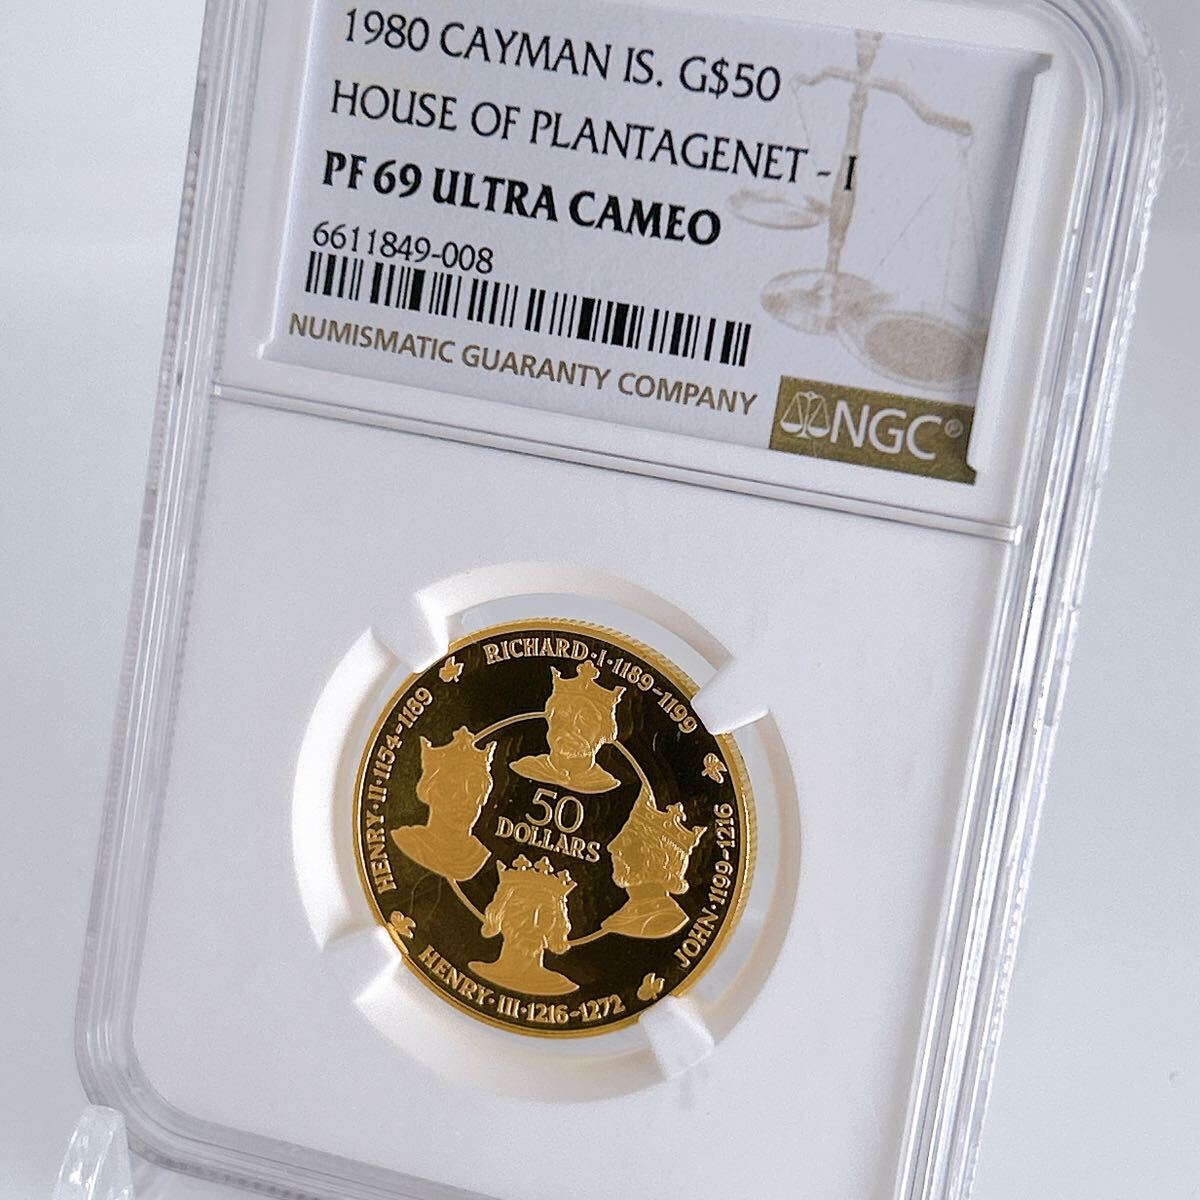 1980 CAYMAN IS. G$50
HOUSE OF PLANTAGENET - I
PF 69 ULTRA CAMEO
6611849-008
NUMISMATIC GUARANTY COMPANY
NGC®
RICHARD·I·1189-1199
HENRY·II·1154-1189
50
DOLLARS
JOHN·1199-1216
HENRY·III·1216-1272